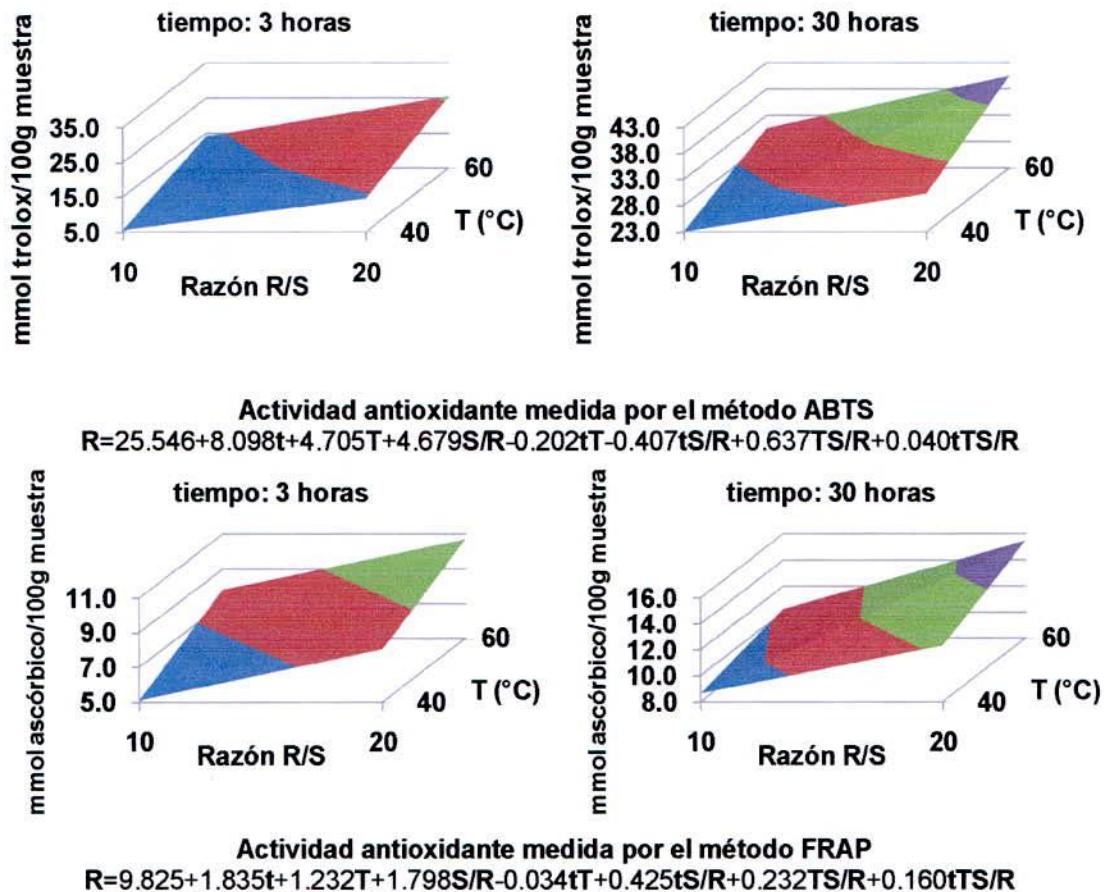 tiempo: 3 horas
mmol trolox/100g muestra
35.0
25.0
15.0
5.0
10
20
Razón R/S
40
60
T (°C)
tiempo: 30 horas
mmol trolox/100g muestra
43.0
38.0
33.0
28.0
23.0
10
20
Razón R/S
40
60
T (°C)
Actividad antioxidante medida por el método ABTS
R=25.546+8.098t+4.705T+4.679S/R-0.202tT-0.407tS/R+0.637TS/R+0.040tTS/R
tiempo: 3 horas
mmol ascórbico/100g muestra
11.0
9.0
7.0
5.0
10
20
Razón R/S
40
60
T (°C)
tiempo: 30 horas
mmol ascórbico/100g muestra
16.0
14.0
12.0
10.0
8.0
10
20
Razón R/S
40
60
T (°C)
Actividad antioxidante medida por el método FRAP
R=9.825+1.835t+1.232T+1.798S/R-0.034tT+0.425tS/R+0.232TS/R+0.160tTS/R